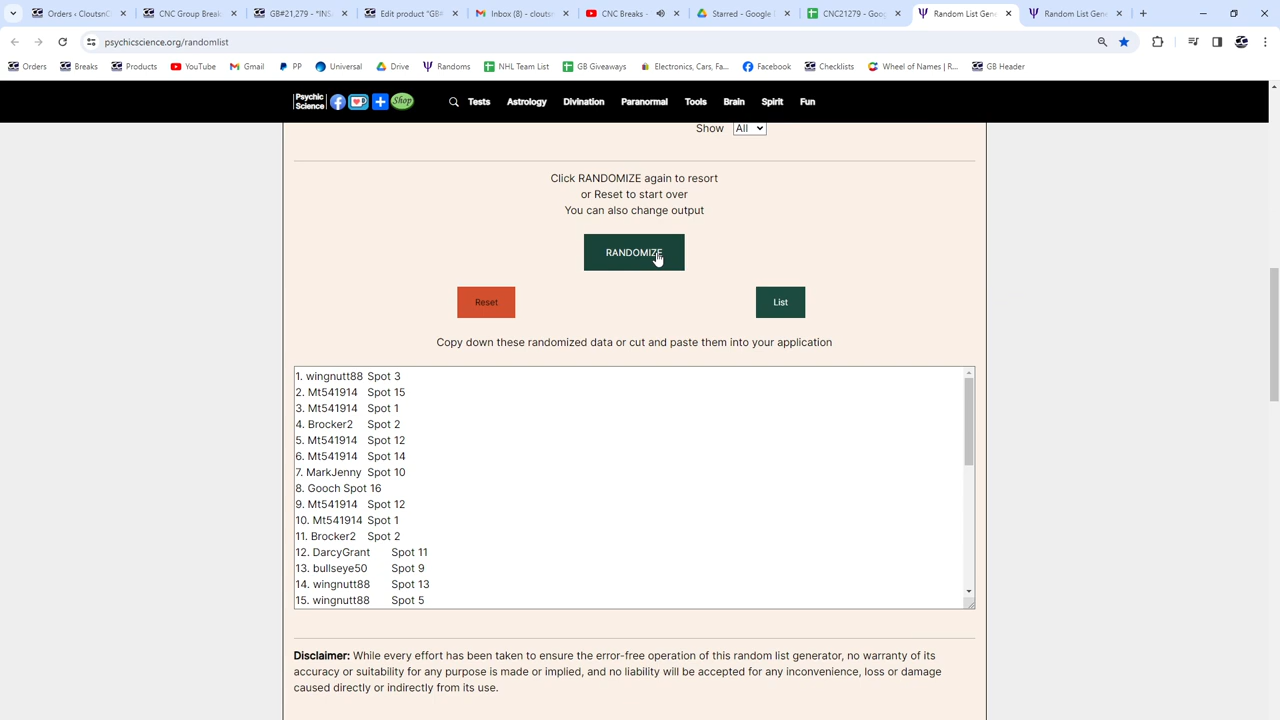 Orders ‹ CloutsnC
CNC Group Break
GB#21,279 - *INS
Edit product "GB
Inbox (8) - clouts
CNC Breaks -
Starred - Google
CNC21279 - Goog
Random List Gene
Random List Gene
psychicscience.org/randomlist
Orders Breaks Products YouTube Gmail PP Universal Drive Randoms NHL Team List GB Giveaways Electronics, Cars, Fa... Facebook Checklists Wheel of Names | R... GB Header
Psychic Science Shop Tests Astrology Divination Paranormal Tools Brain Spirit Fun
Show All
Click RANDOMIZE again to resort
or Reset to start over
You can also change output
RANDOMIZE
Reset List
Copy down these randomized data or cut and paste them into your application
1. wingnutt88 Spot 3
2. Mt541914 Spot 15
3. Mt541914 Spot 1
4. Brocker2 Spot 2
5. Mt541914 Spot 12
6. Mt541914 Spot 14
7. MarkJenny Spot 10
8. Gooch Spot 16
9. Mt541914 Spot 12
10. Mt541914 Spot 1
11. Brocker2 Spot 2
12. DarcyGrant Spot 11
13. bullseye50 Spot 9
14. wingnutt88 Spot 13
15. wingnutt88 Spot 5
Disclaimer: While every effort has been taken to ensure the error-free operation of this random list generator, no warranty of its
accuracy or suitability for any purpose is made or implied, and no liability will be accepted for any inconvenience, loss or damage
caused directly or indirectly from its use.